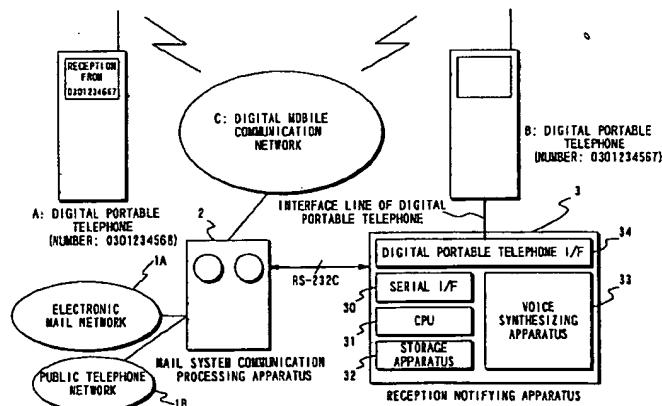 RECEPTION
FROM
0301234667
C: DIGITAL MOBILE
COMMUNICATION
NETWORK
B: DIGITAL PORTABLE
TELEPHONE
(NUMBER: 0301234567)
A: DIGITAL PORTABLE
TELEPHONE
(NUMBER: 0301234568)
INTERFACE LINE OF DIGITAL
PORTABLE TELEPHONE
2
3
34
DIGITAL PORTABLE TELEPHONE I/F
1A
ELECTRONIC
MAIL NETWORK
RS-232C
SERIAL I/F
30
CPU
31
STORAGE
APPARATUS
32
VOICE
SYNTHESIZING
APPARATUS
33
MAIL SYSTEM COMMUNICATION
PROCESSING APPARATUS
PUBLIC TELEPHONE
NETWORK
1B
RECEPTION NOTIFYING APPARATUS